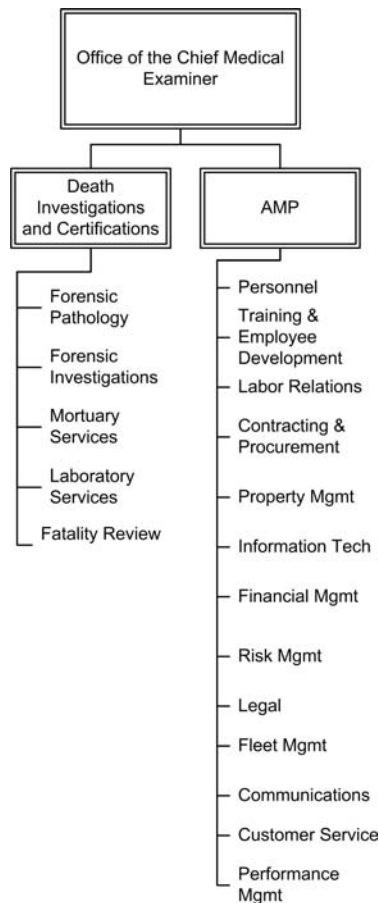 Office of the Chief Medical
Examiner
Death
Investigations
and Certifications
Forensic
Pathology
Forensic
Investigations
Mortuary
Services
Laboratory
Services
Fatality Review
AMP
Personnel
Training &
Employee
Development
Labor Relations
Contracting &
Procurement
Property Mgmt
Information Tech
Financial Mgmt
Risk Mgmt
Legal
Fleet Mgmt
Communications
Customer Service
Performance
Mgmt